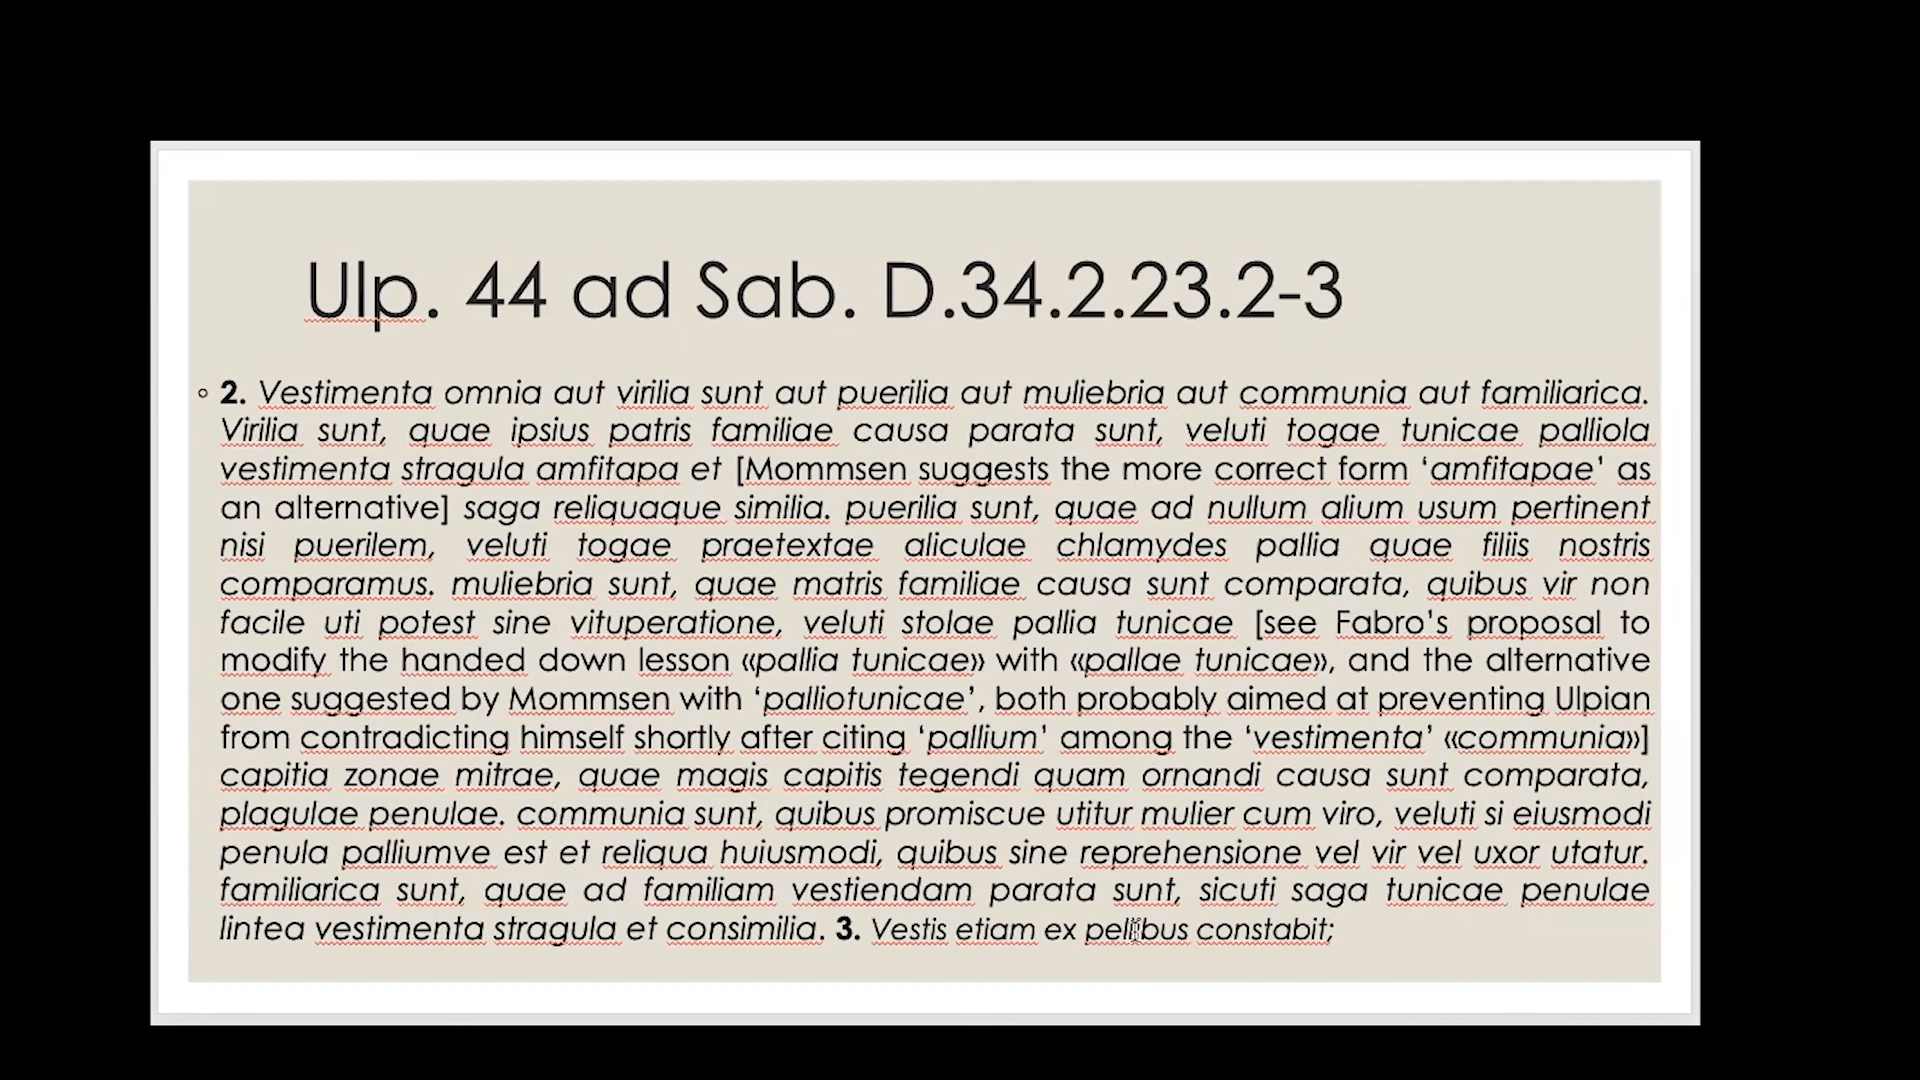 Ulp. 44 ad Sab. D.34.2.23.2-3
◦ 2. Vestimenta omnia aut virilia sunt aut puerilia aut muliebria aut communia aut familiarica.
Virilia sunt, quae ipsius patris familiae causa parata sunt, veluti togae tunicae palliola
vestimenta stragula amfitapa et [Mommsen suggests the more correct form ‘amfitapae’ as
an alternative] saga reliquaque similia. puerilia sunt, quae ad nullum alium usum pertinent
nisi puerilem, veluti togae praetextae aliculae chlamydes pallia quae filiis nostris
comparamus. muliebria sunt, quae matris familiae causa sunt comparata, quibus vir non
facile uti potest sine vituperatione, veluti stolae pallia tunicae [see Fabro’s proposal to
modify the handed down lesson «pallia tunicae» with «pallae tunicae», and the alternative
one suggested by Mommsen with ‘palliotunicae’, both probably aimed at preventing Ulpian
from contradicting himself shortly after citing ‘pallium’ among the ‘vestimenta’ «communia»]
capitia zonae mitrae, quae magis capitis tegendi quam ornandi causa sunt comparata,
plagulae penulae. communia sunt, quibus promiscue utitur mulier cum viro, veluti si eiusmodi
penula palliumve est et reliqua huiusmodi, quibus sine reprehensione vel vir vel uxor utatur.
familiarica sunt, quae ad familiam vestiendam parata sunt, sicuti saga tunicae penulae
lintea vestimenta stragula et consimilia. 3. Vestis etiam ex pellibus constabit;